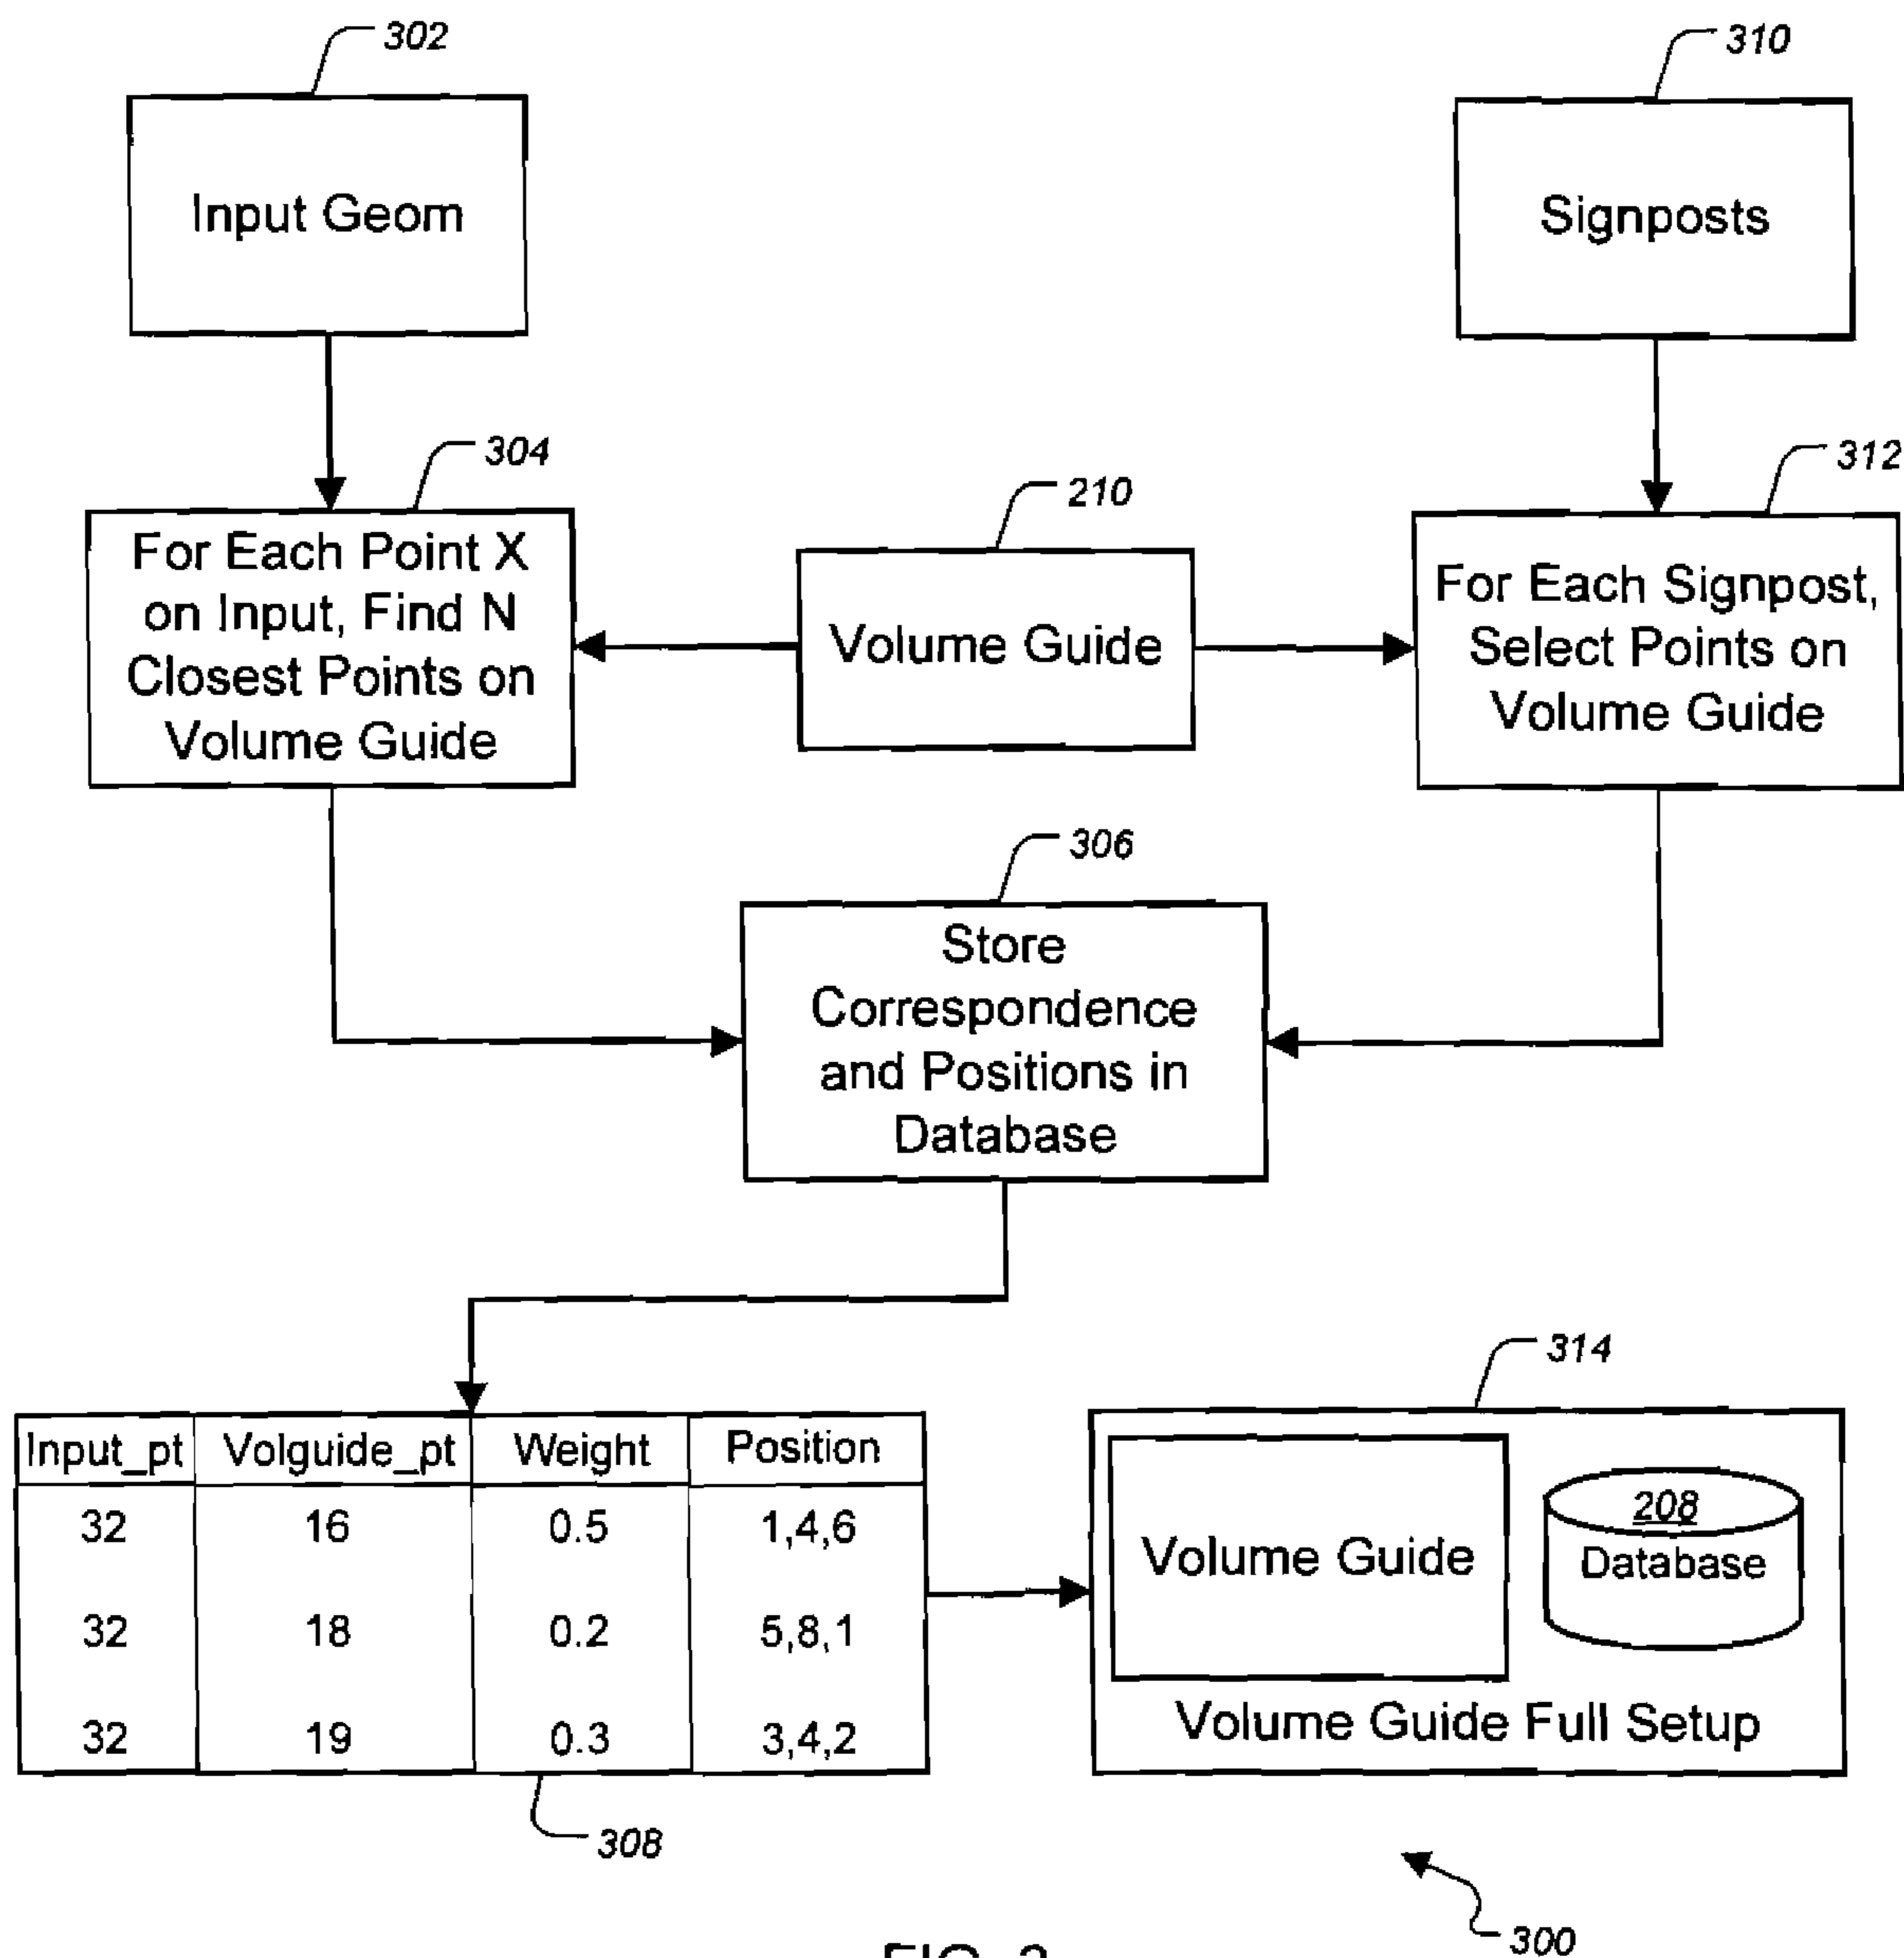 302
310
Input Geom
Signposts
304
312
210
For Each Point X
on Input, Find N
Closest Points on
Volume Guide
Volume Guide
For Each Signpost,
Select Points on
Volume Guide
306
Store
Correspondence
and Positions in
Database
314
Input_pt Volguide_pt Weight Position
32 16 0.5 1,4,6
32 18 0.2 5,8,1
32 19 0.3 3,4,2
308
Volume Guide
208
Database
Volume Guide Full Setup
300